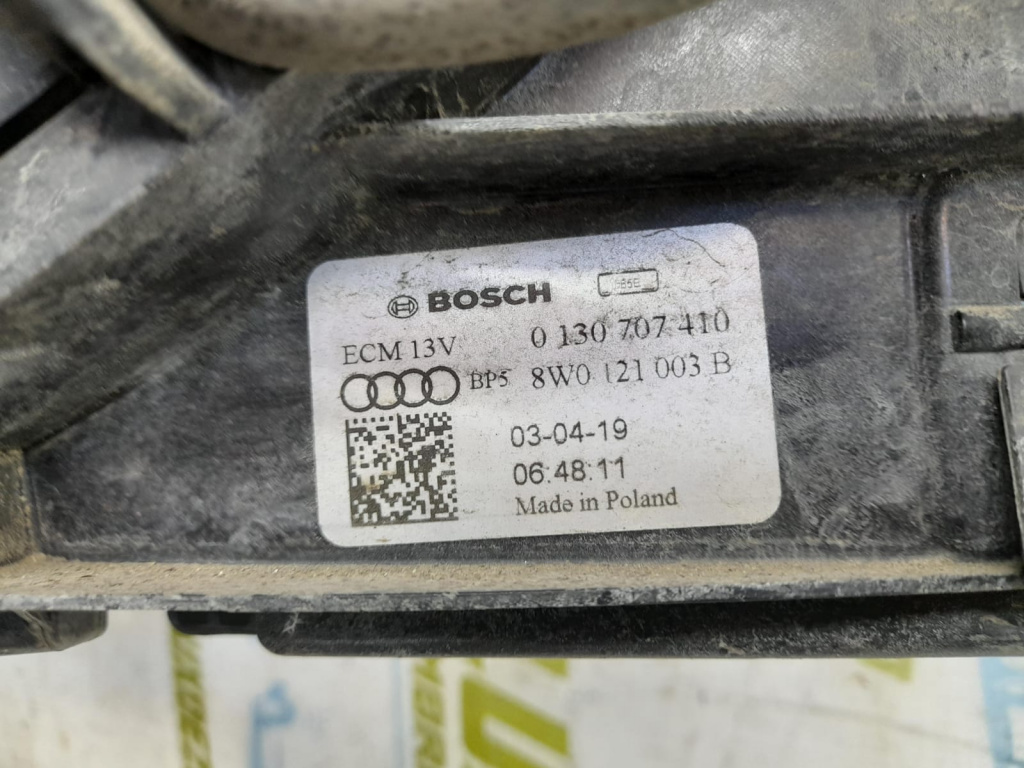 BOSCH
ECM 13V 0 130 707 410
BP5 8W0 121 003 B
03-04-19
06:48:11
Made in Poland